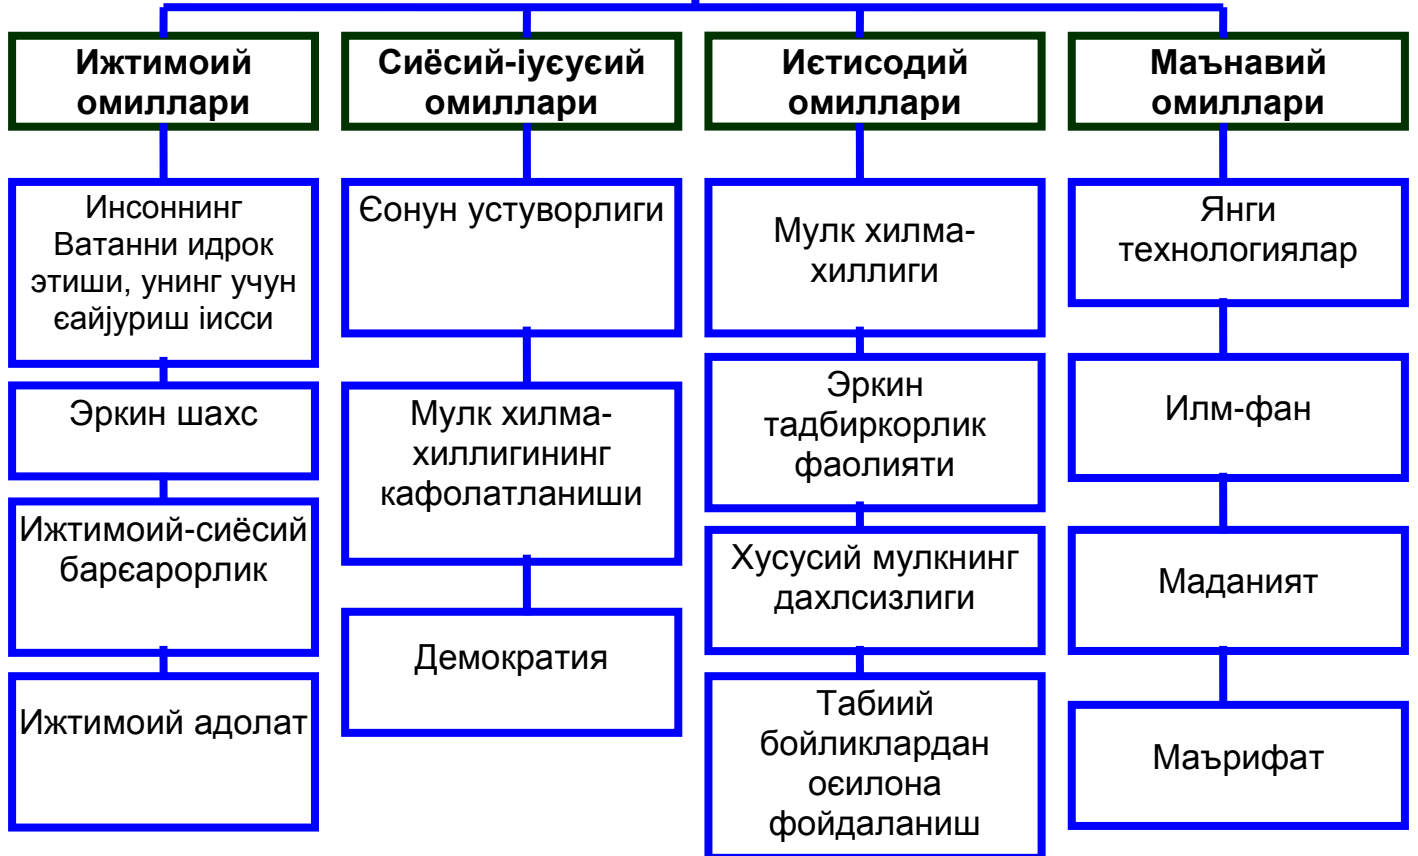 Ижтимоий
омиллари
Инсоннинг
Ватанни идрок
этиши, унинг учун
єайјуриш іисси
Эркин шахс
Ижтимоий-сиёсий
барєарорлик
Ижтимоий адолат
Сиёсий-іуєуєий
омиллари
Єонун устуворлиги
Мулк хилма-
хиллигининг
кафолатланиши
Демократия
Иєтисодий
омиллари
Мулк хилма-
хиллиги
Эркин
тадбиркорлик
фаолияти
Хусусий мулкнинг
дахлсизлиги
Табиий
бойликлардан
оєилона
фойдаланиш
Маънавий
омиллари
Янги
технологиялар
Илм-фан
Маданият
Маърифат